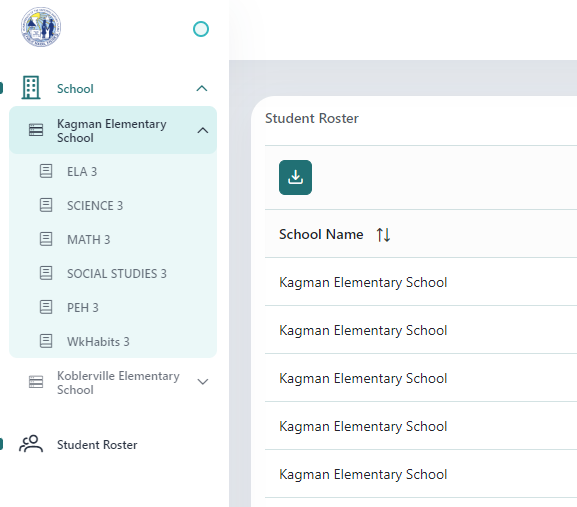 School
Kagman Elementary
School
ELA 3
SCIENCE 3
MATH 3
SOCIAL STUDIES 3
PEH 3
WkHabits 3
Koblerville Elementary
School
Student Roster
Student Roster
School Name
Kagman Elementary School
Kagman Elementary School
Kagman Elementary School
Kagman Elementary School
Kagman Elementary School